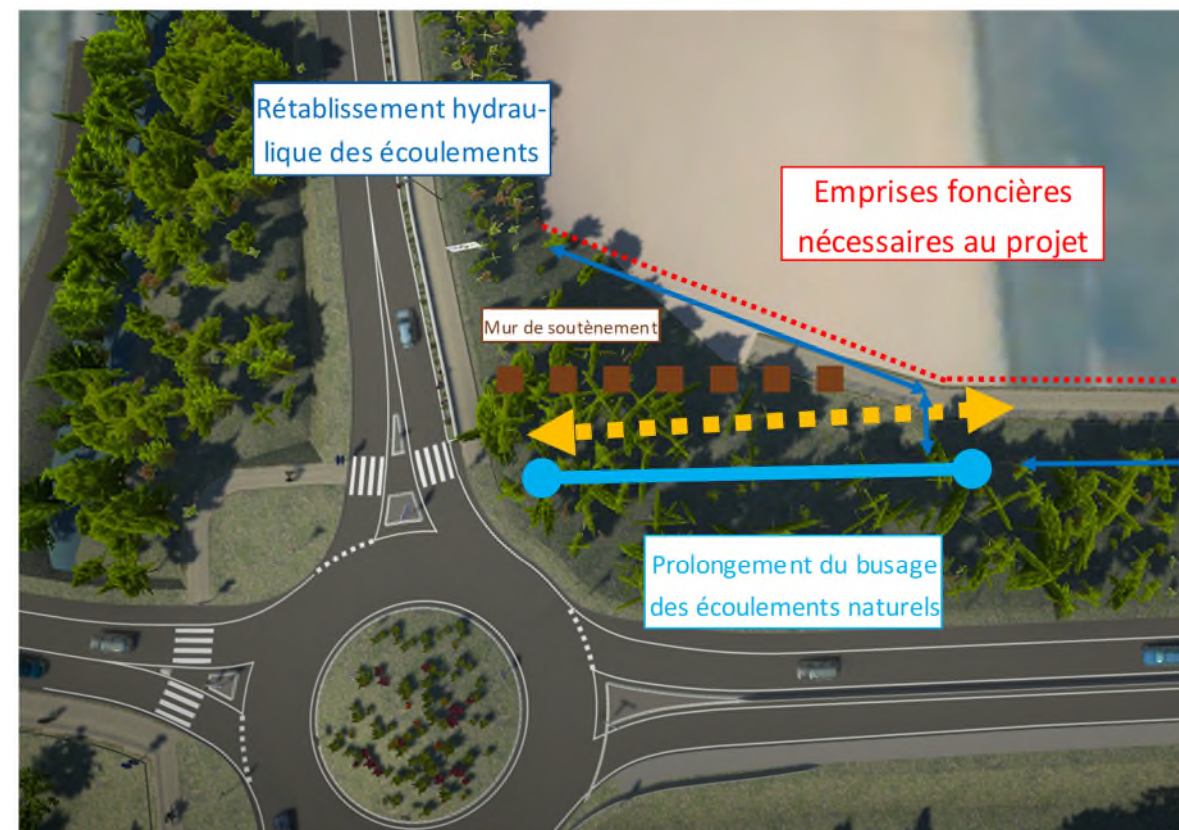 Rétablissement hydrau-
lique des écoulements
Emprises foncières
nécessaires au projet
Mur de soutènement
Prolongement du busage
des écoulements naturels